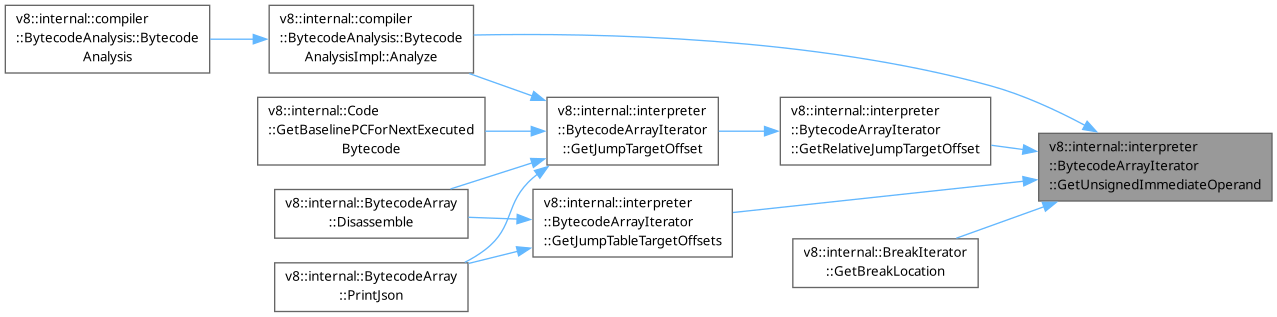 v8::internal::compiler
::BytecodeAnalysis::Bytecode
Analysis
v8::internal::compiler
::BytecodeAnalysis::Bytecode
AnalysisImpl::Analyze
v8::internal::Code
::GetBaselinePCForNextExecuted
Bytecode
v8::internal::BytecodeArray
::Disassemble
v8::internal::BytecodeArray
::PrintJson
v8::internal::interpreter
::BytecodeArrayIterator
::GetJumpTargetOffset
v8::internal::interpreter
::BytecodeArrayIterator
::GetJumpTableTargetOffsets
v8::internal::interpreter
::BytecodeArrayIterator
::GetRelativeJumpTargetOffset
v8::internal::BreakIterator
::GetBreakLocation
v8::internal::interpreter
::BytecodeArrayIterator
::GetUnsignedImmediateOperand